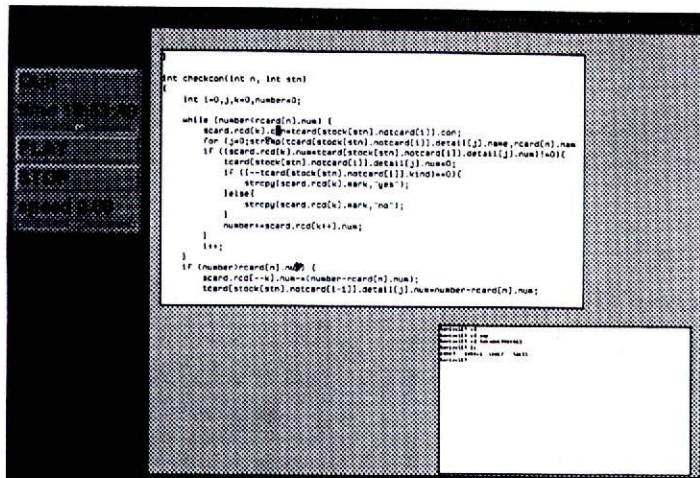 QUIT
PLAY
STOP
speed
}
int checkcon(int n, int stn)
{
int i=0,j,k=0,number=0;
while (number<rcard[n].num) {
scard.rcd[k].con=tcard[stock[stn].notcard[i]].con;
for (j=0;strcmp(tcard[stock[stn].notcard[i]].detail[j].name,rcard[n].nam
if ((scard.rcd[k].num=tcard[stock[stn].notcard[i]].detail[j].num)!=0){
tcard[stock[stn].notcard[i]].detail[j].num=0;
if ((--tcard[stock[stn].notcard[i]].kind)==0){
strcpy(scard.rcd[k].mark,"yes");
}else{
strcpy(scard.rcd[k].mark,"no");
}
number+=scard.rcd[k++].num;
}
i++;
}
if (number>rcard[n].num) {
scard.rcd[--k].num-=(number-rcard[n].num);
tcard[stock[stn].notcard[i-1]].detail[j].num=number-rcard[n].num;